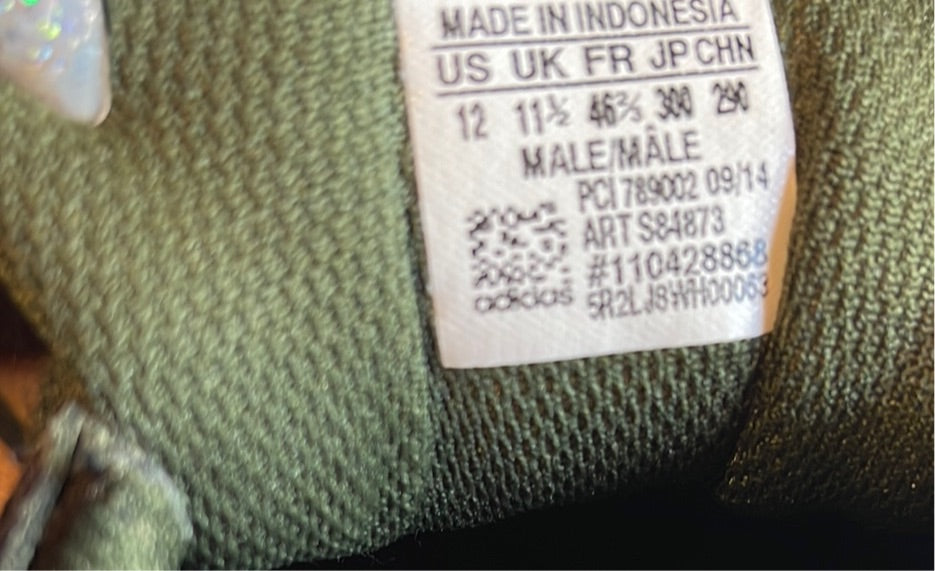 MADE IN INDONESIA
US UK FR JP CHN
12 11½ 46⅔ 300 290
MALE/MÂLE
PCI 789002 09/14
ART S84873
#110428868
adidas